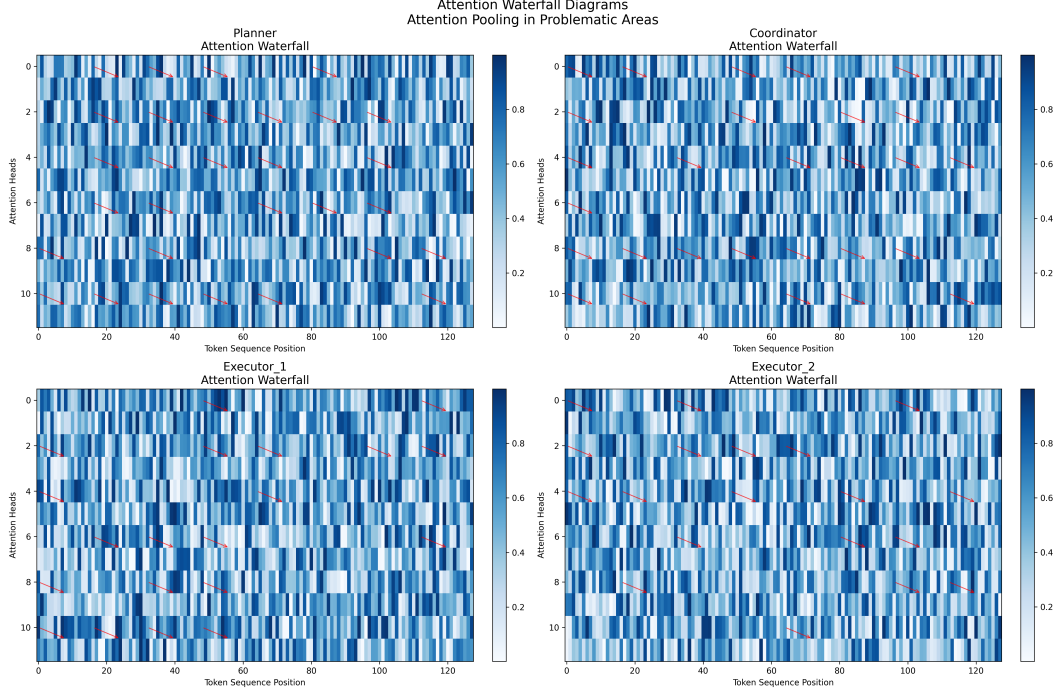 Attention Waterfall Diagrams
Attention Pooling in Problematic Areas
Planner
Attention Waterfall
Attention Heads
0
2
4
6
8
10
0 20 40 60 80 100 120
Token Sequence Position
0.8
0.6
0.4
0.2
Coordinator
Attention Waterfall
Attention Heads
0
2
4
6
8
10
0 20 40 60 80 100 120
Token Sequence Position
0.8
0.6
0.4
0.2
Executor_1
Attention Waterfall
Attention Heads
0
2
4
6
8
10
0 20 40 60 80 100 120
Token Sequence Position
0.8
0.6
0.4
0.2
Executor_2
Attention Waterfall
Attention Heads
0
2
4
6
8
10
0 20 40 60 80 100 120
Token Sequence Position
0.8
0.6
0.4
0.2